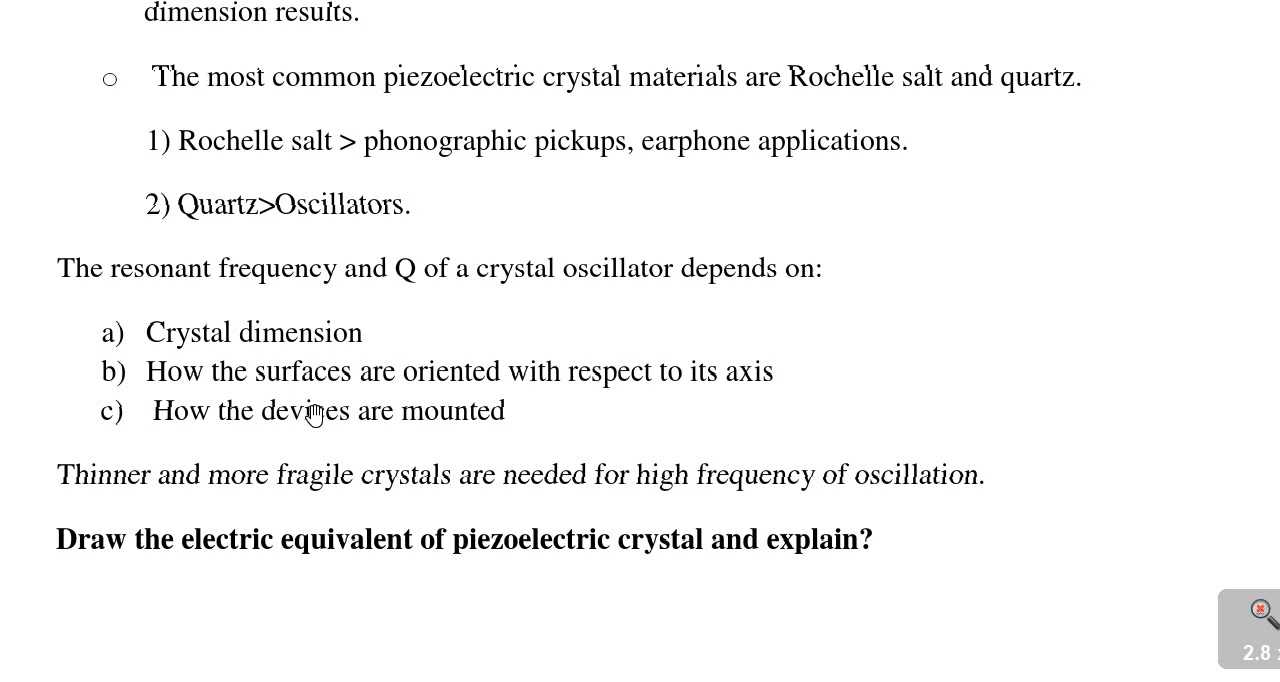 dimension results.
○ The most common piezoelectric crystal materials are Rochelle salt and quartz.
1) Rochelle salt > phonographic pickups, earphone applications.
2) Quartz>Oscillators.
The resonant frequency and Q of a crystal oscillator depends on:
a) Crystal dimension
b) How the surfaces are oriented with respect to its axis
c) How the devices are mounted
Thinner and more fragile crystals are needed for high frequency of oscillation.
Draw the electric equivalent of piezoelectric crystal and explain?
2.8